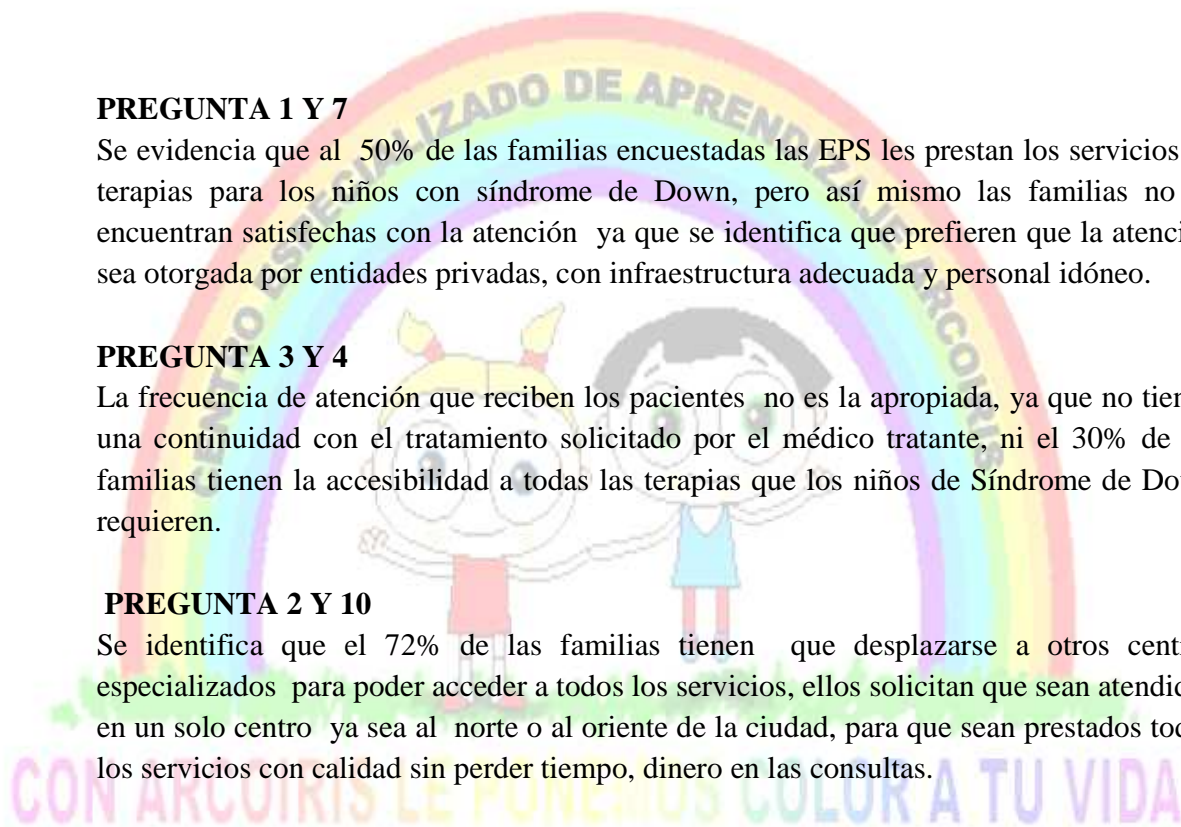 CENTRO ESPECIALIZADO DE APRENDIZAJE ARCOIRIS
PREGUNTA 1 Y 7
Se evidencia que al 50% de las familias encuestadas las EPS les prestan los servicios
terapias para los niños con síndrome de Down, pero así mismo las familias no
encuentran satisfechas con la atención ya que se identifica que prefieren que la
sea otorgada por entidades privadas, con infraestructura adecuada y personal idóneo.
PREGUNTA 3 Y 4
La frecuencia de atención que reciben los pacientes no es la apropiada, ya que no
una continuidad con el tratamiento solicitado por el médico tratante, ni el 30% de
familias tienen la accesibilidad a todas las terapias que los niños de Síndrome de
requieren.
PREGUNTA 2 Y 10
Se identifica que el 72% de las familias tienen que desplazarse a otros
especializados para poder acceder a todos los servicios, ellos solicitan que sean
en un solo centro ya sea al norte o al oriente de la ciudad, para que sean prestados
los servicios con calidad sin perder tiempo, dinero en las consultas.
CON ARCOIRIS LE PONEMOS COLOR A TU VIDA